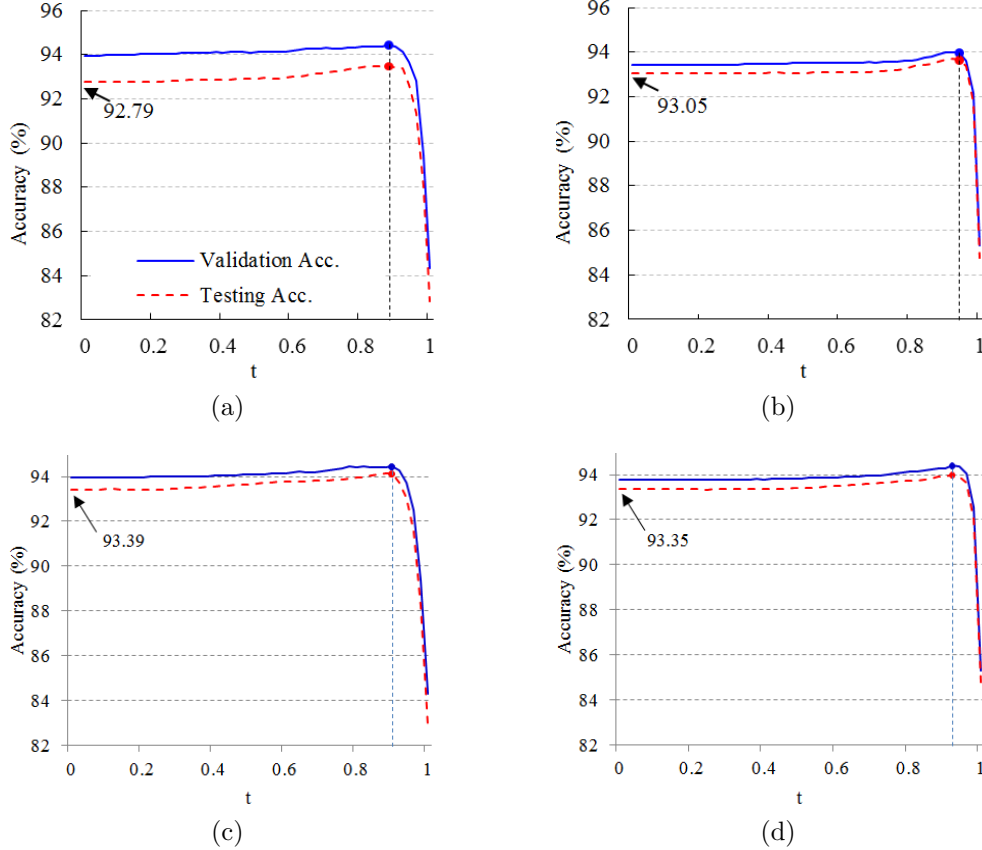 96
94
92
90
88
86
84
82
Accuracy (%)
92.79
Validation Acc.
Testing Acc.
0 0.2 0.4 0.6 0.8 1
t
(a)
96
94
92
90
88
86
84
82
Accuracy (%)
93.05
0 0.2 0.4 0.6 0.8 1
t
(b)
94
92
90
88
86
84
82
Accuracy (%)
93.39
0 0.2 0.4 0.6 0.8 1
t
(c)
94
92
90
88
86
84
82
Accuracy (%)
93.35
0 0.2 0.4 0.6 0.8 1
t
(d)